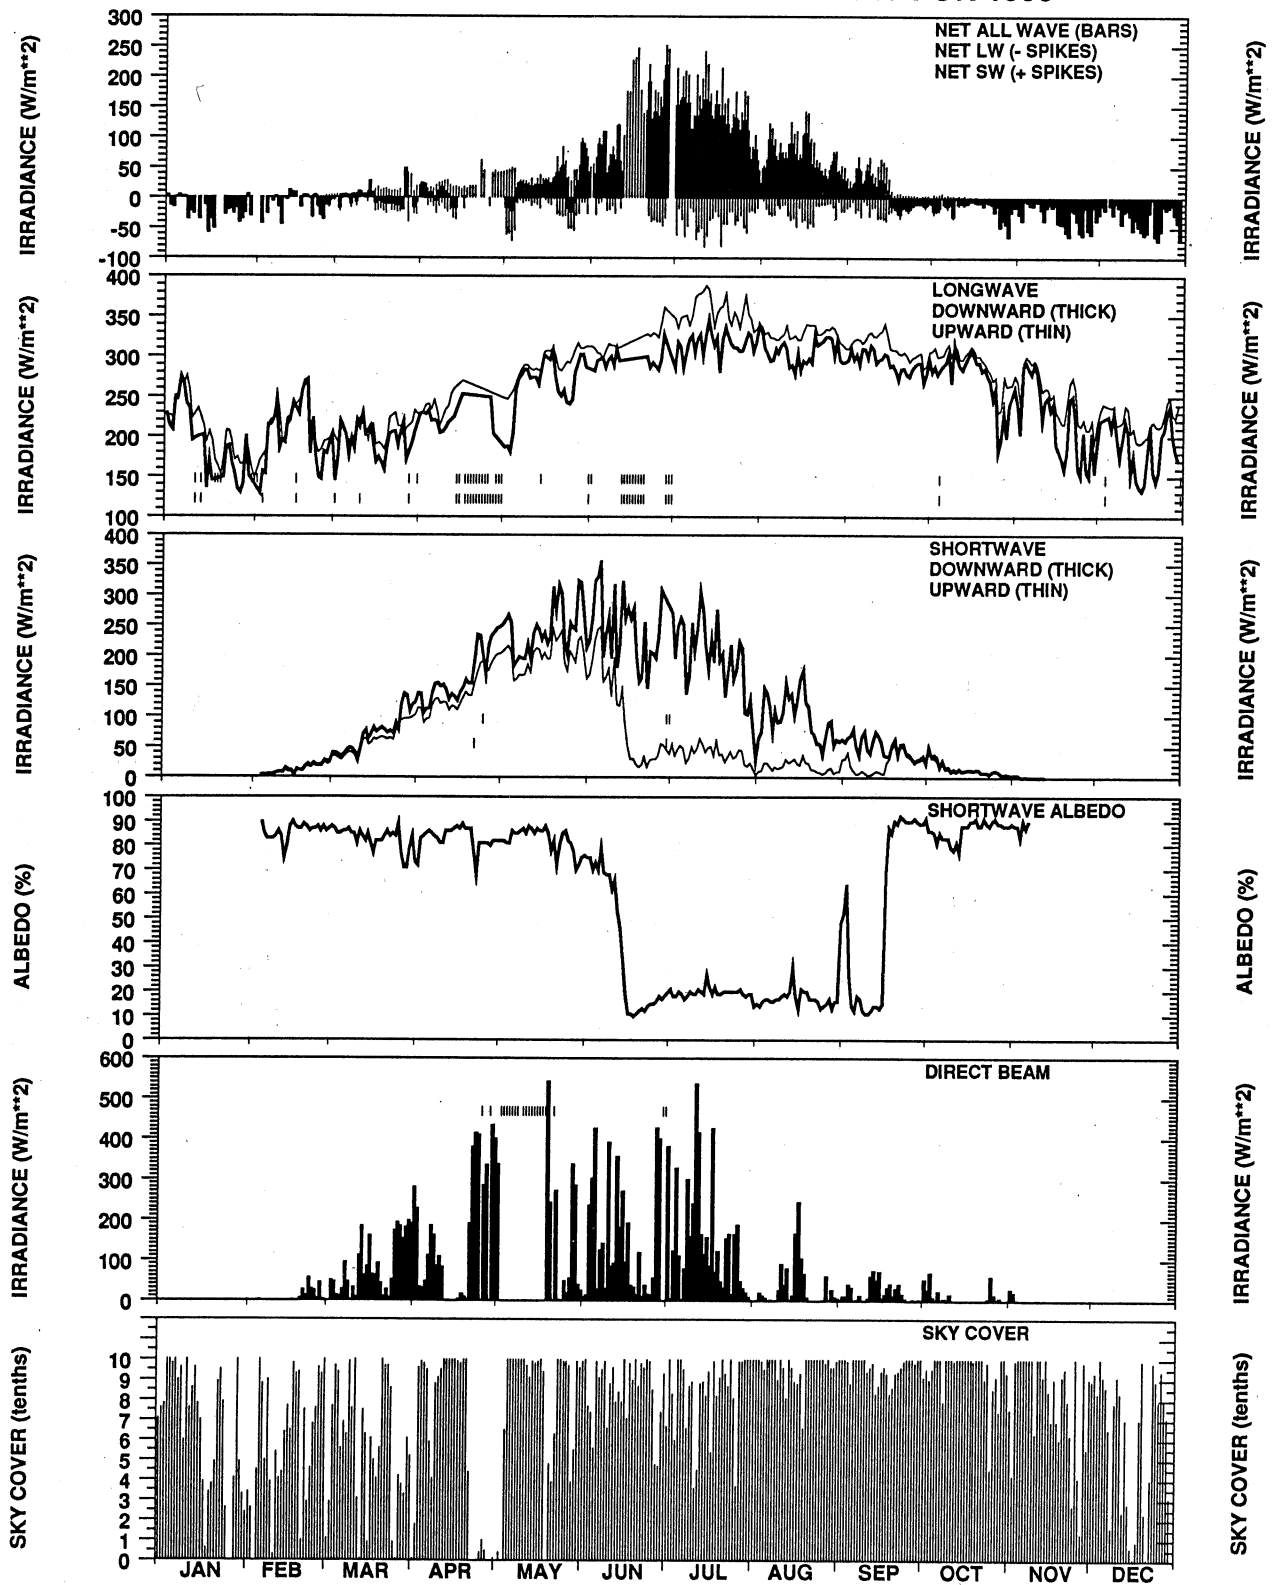 300
250
200
150
100
50
0
-50
-100
IRRADIANCE (W/m**2)
NET ALL WAVE (BARS)
NET LW (- SPIKES)
NET SW (+ SPIKES)
IRRADIANCE (W/m**2)
400
350
300
250
200
150
100
IRRADIANCE (W/m**2)
LONGWAVE
DOWNWARD (THICK)
UPWARD (THIN)
IRRADIANCE (W/m**2)
400
350
300
250
200
150
100
50
0
IRRADIANCE (W/m**2)
SHORTWAVE
DOWNWARD (THICK)
UPWARD (THIN)
IRRADIANCE (W/m**2)
100
90
80
70
60
50
40
30
20
10
0
ALBEDO (%)
SHORTWAVE ALBEDO
ALBEDO (%)
600
500
400
300
200
100
0
IRRADIANCE (W/m**2)
DIRECT BEAM
IRRADIANCE (W/m**2)
10
9
8
7
6
5
4
3
2
1
0
SKY COVER (tenths)
SKY COVER
SKY COVER (tenths)
JAN FEB MAR APR MAY JUN JUL AUG SEP OCT NOV DEC